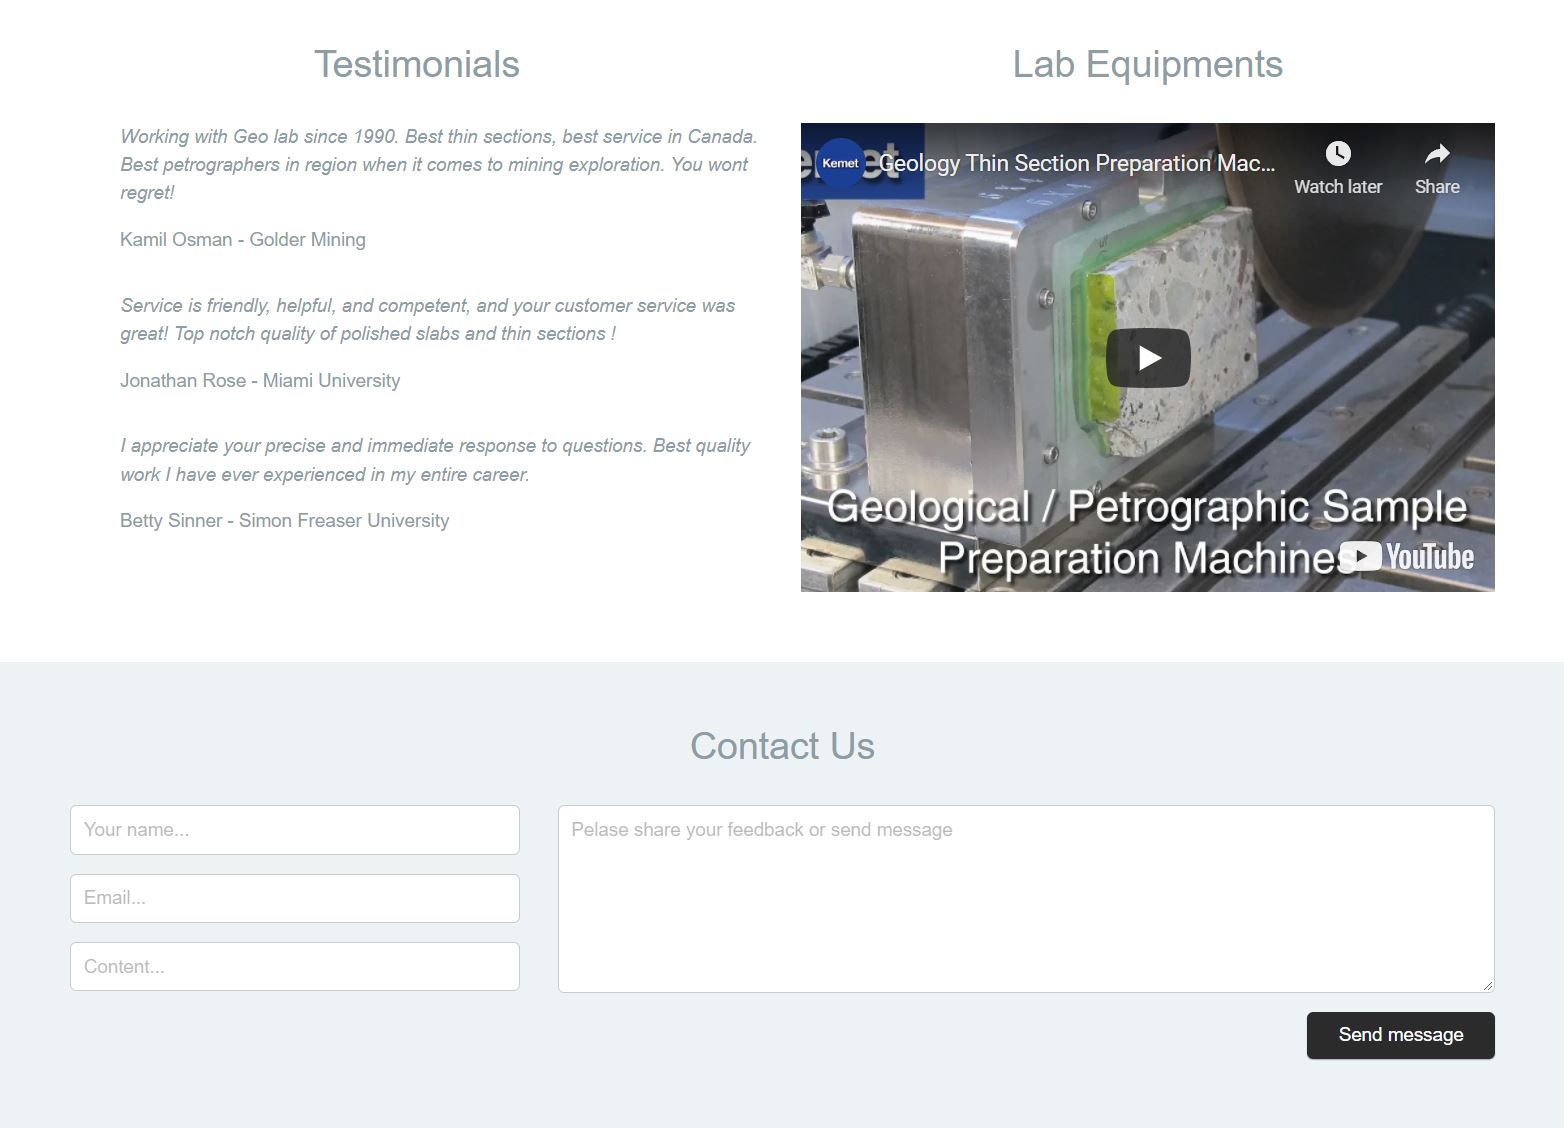 Testimonials
Working with Geo lab since 1990. Best thin sections, best service in Canada.
Best petrographers in region when it comes to mining exploration. You wont
regret!
Kamil Osman - Golder Mining
Service is friendly, helpful, and competent, and your customer service was
great! Top notch quality of polished slabs and thin sections !
Jonathan Rose - Miami University
I appreciate your precise and immediate response to questions. Best quality
work I have ever experienced in my entire career.
Betty Sinner - Simon Freaser University
Lab Equipments
Kemet
Geology Thin Section Preparation Mac...
Watch later
Share
Geological / Petrographic Sample
Preparation Machines
YouTube
Contact Us
Your name...
Email...
Content...
Pelase share your feedback or send message
Send message